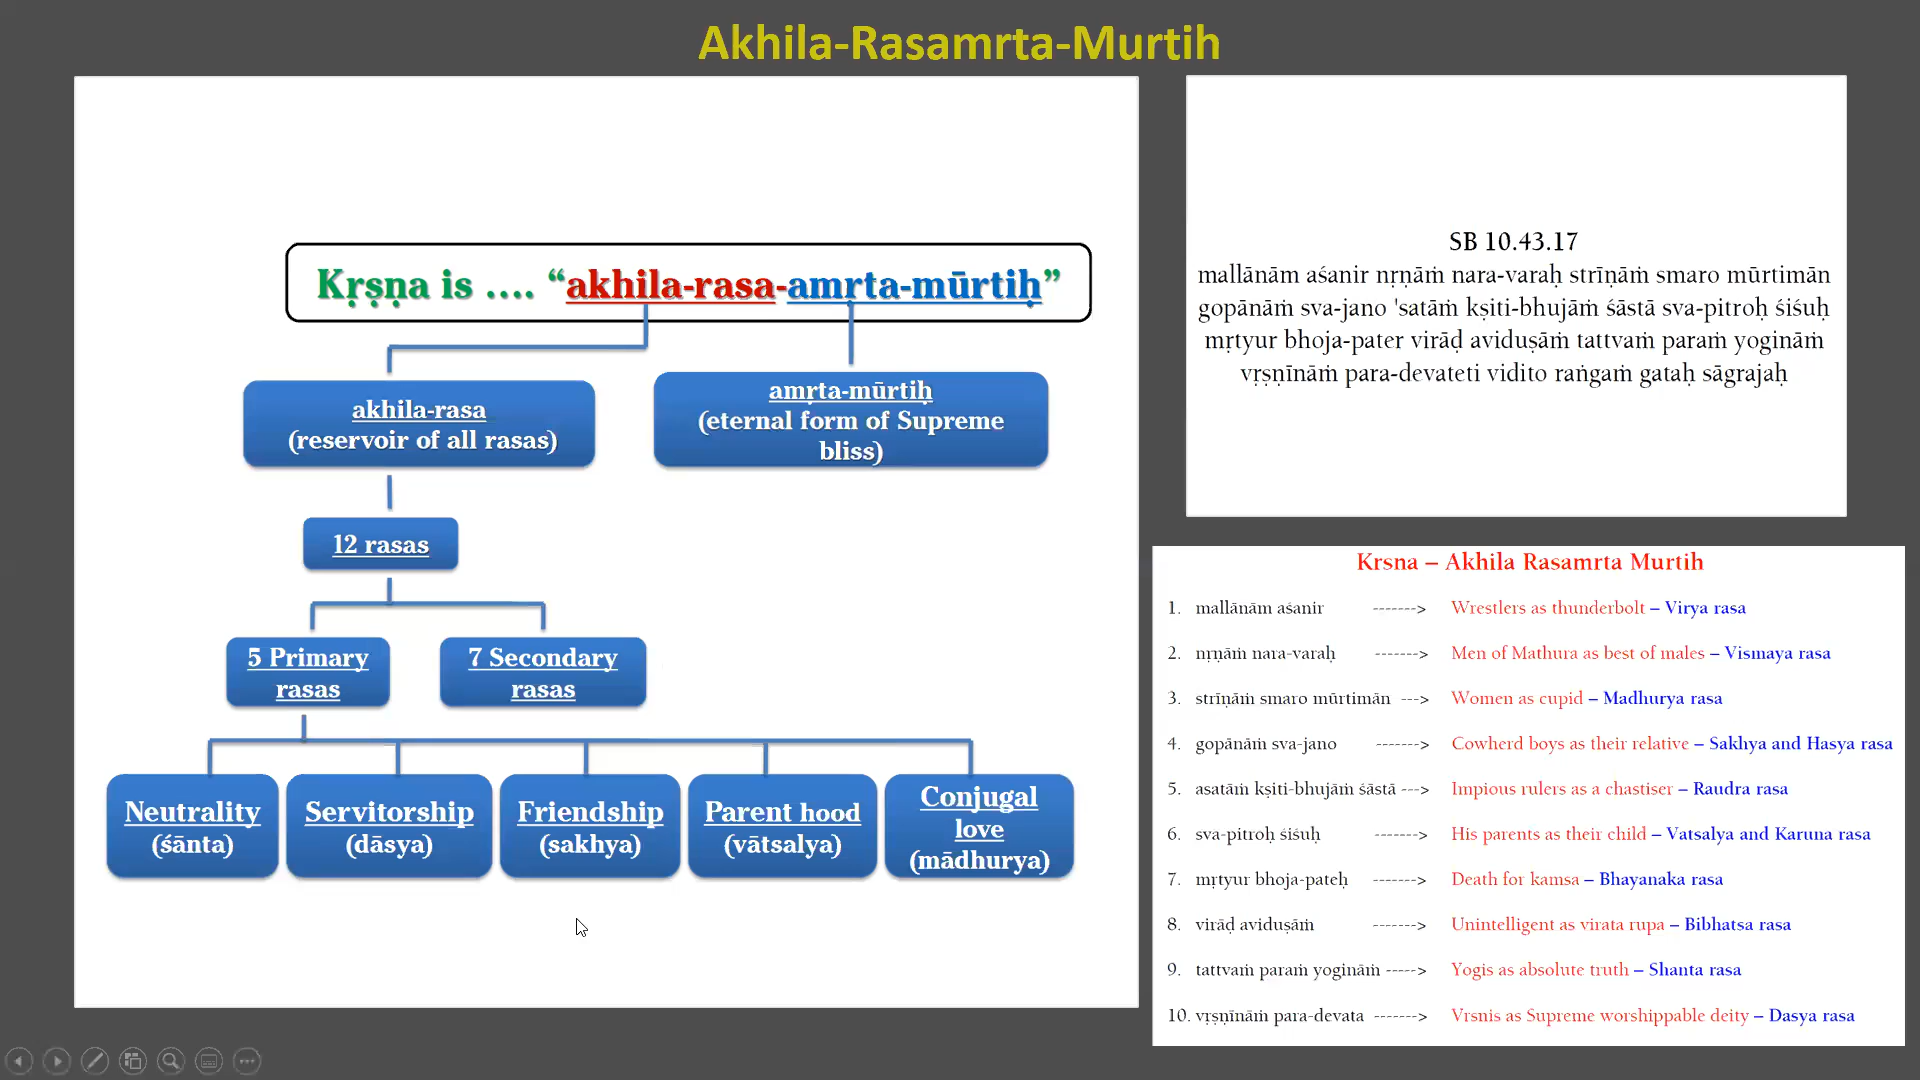 Akhila-Rasamrta-Murtih
Kṛṣṇa is .... “akhila-rasa-amṛta-mūrtiḥ”
akhila-rasa
(reservoir of all rasas)
amṛta-mūrtiḥ
(eternal form of Supreme
bliss)
12 rasas
5 Primary
rasas
7 Secondary
rasas
Neutrality
(śānta)
Servitorship
(dāsya)
Friendship
(sakhya)
Parent hood
(vātsalya)
Conjugal
love
(mādhurya)
SB 10.43.17
mallānām aśanir nṛṇāṁ nara-varaḥ strīṇāṁ smaro mūrtimān
gopānāṁ sva-jano 'satāṁ kṣiti-bhujāṁ śāstā sva-pitroḥ śiśuḥ
mṛtyur bhoja-pater virāḍ aviduṣāṁ tattvaṁ paraṁ yogināṁ
vṛṣṇīnāṁ para-devateti vidito raṅgaṁ gataḥ sāgrajaḥ
Krsna – Akhila Rasamrta Murtih
1. mallānām aśanir -------> Wrestlers as thunderbolt – Virya rasa
2. nṛṇāṁ nara-varaḥ -------> Men of Mathura as best of males – Vismaya rasa
3. strīṇāṁ smaro mūrtimān ---> Women as cupid – Madhurya rasa
4. gopānāṁ sva-jano -------> Cowherd boys as their relative – Sakhya and Hasya rasa
5. asatāṁ kṣiti-bhujāṁ śāstā ---> Impious rulers as a chastiser – Raudra rasa
6. sva-pitroḥ śiśuḥ -------> His parents as their child – Vatsalya and Karuna rasa
7. mṛtyur bhoja-pateḥ -------> Death for kamsa – Bhayanaka rasa
8. virāḍ aviduṣāṁ -------> Unintelligent as virata rupa – Bibhatsa rasa
9. tattvaṁ paraṁ yogināṁ -----> Yogis as absolute truth – Shanta rasa
10. vṛṣṇīnāṁ para-devata -------> Vrsnis as Supreme worshippable deity – Dasya rasa